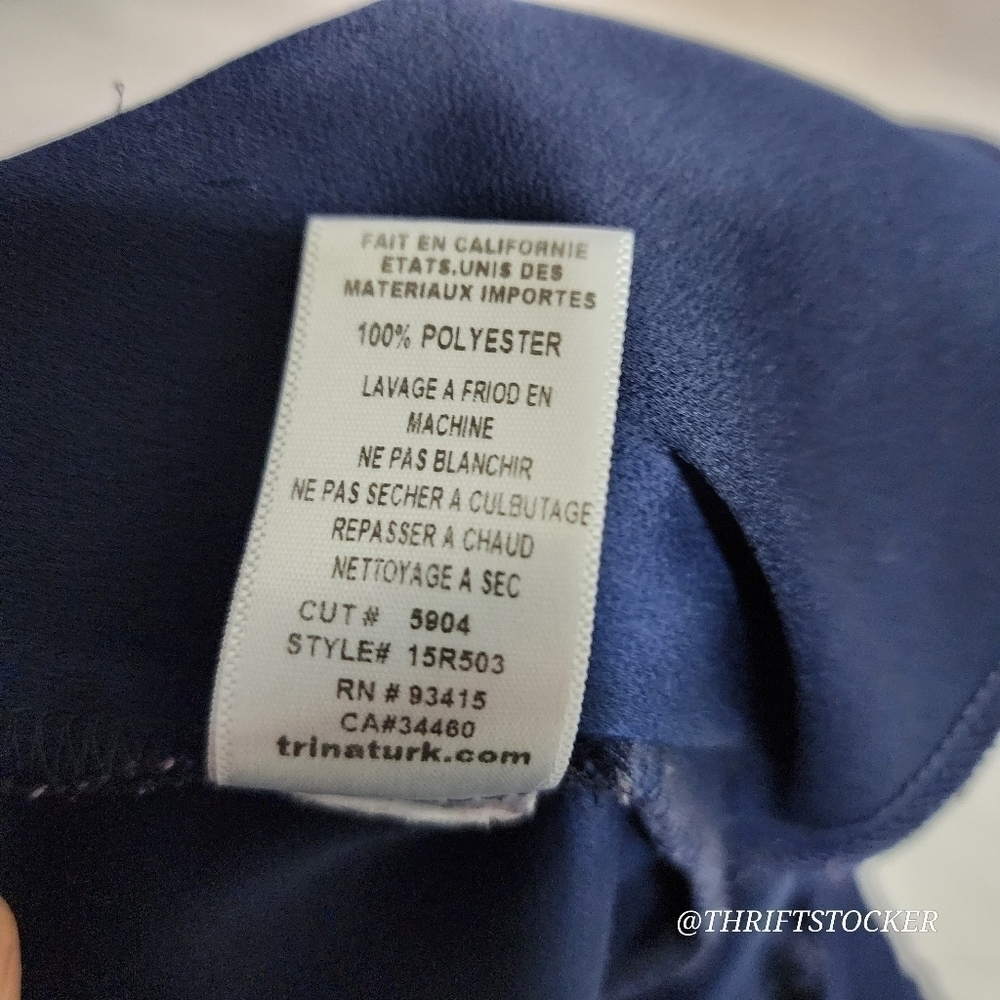 FAIT EN CALIFORNIE
ETATS.UNIS DES
MATERIAUX IMPORTES
100% POLYESTER
LAVAGE A FRIOD EN
MACHINE
NE PAS BLANCHIR
NE PAS SECHER A CULBUTAGE
REPASSER A CHAUD
NETTOYAGE A SEC
CUT # 5904
STYLE# 15R503
RN # 93415
CA#34460
trinaturk.com
@THRIFTSTOCKER